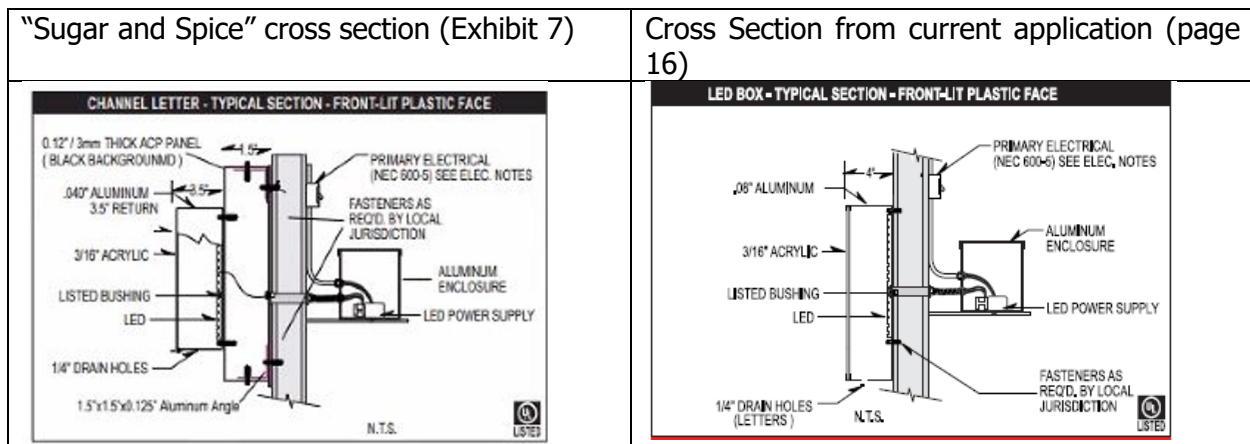 “Sugar and Spice” cross section (Exhibit 7)
Cross Section from current application (page
16)
CHANNEL LETTER - TYPICAL SECTION - FRONT-LIT PLASTIC FACE
0.12" / 3mm THICK ACP PANEL
( BLACK BACKGROUNMD )
1.5"
PRIMARY ELECTRICAL
(NEC 600-5) SEE ELEC. NOTES
.040" ALUMINUM
3.5" RETURN
3.5"
FASTENERS AS
REQ'D. BY LOCAL
JURISDICTION
3/16" ACRYLIC
ALUMINUM
ENCLOSURE
LISTED BUSHING
LED
LED POWER SUPPLY
1/4" DRAIN HOLES
1.5"x1.5"x0.125" Aluminum Angle
N.T.S.
UL
LISTED
LED BOX - TYPICAL SECTION - FRONT-LIT PLASTIC FACE
PRIMARY ELECTRICAL
(NEC 600-5) SEE ELEC. NOTES
4"
.08" ALUMINUM
3/16" ACRYLIC
ALUMINUM
ENCLOSURE
LISTED BUSHING
LED
LED POWER SUPPLY
FASTENERS AS
REQ'D. BY LOCAL
JURISDICTION
1/4" DRAIN HOLES
(LETTERS )
N.T.S.
UL
LISTED